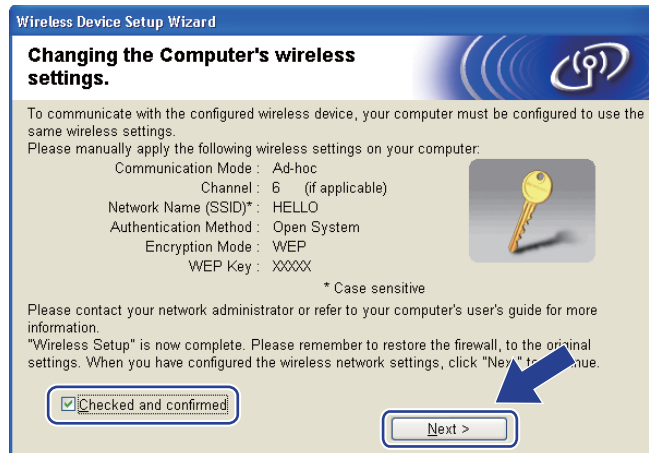 Wireless Device Setup Wizard
Changing the Computer's wireless
settings.
To communicate with the configured wireless device, your computer must be configured to use the
same wireless settings.
Please manually apply the following wireless settings on your computer:
Communication Mode : Ad-hoc
Channel : 6 (if applicable)
Network Name (SSID)* : HELLO
Authentication Method : Open System
Encryption Mode : WEP
WEP Key : XXXXX
* Case sensitive
Please contact your network administrator or refer to your computer's user's guide for more
information.
"Wireless Setup" is now complete. Please remember to restore the firewall, to the original
settings. When you have configured the wireless network settings, click "Next"
Checked and confirmed
Next >